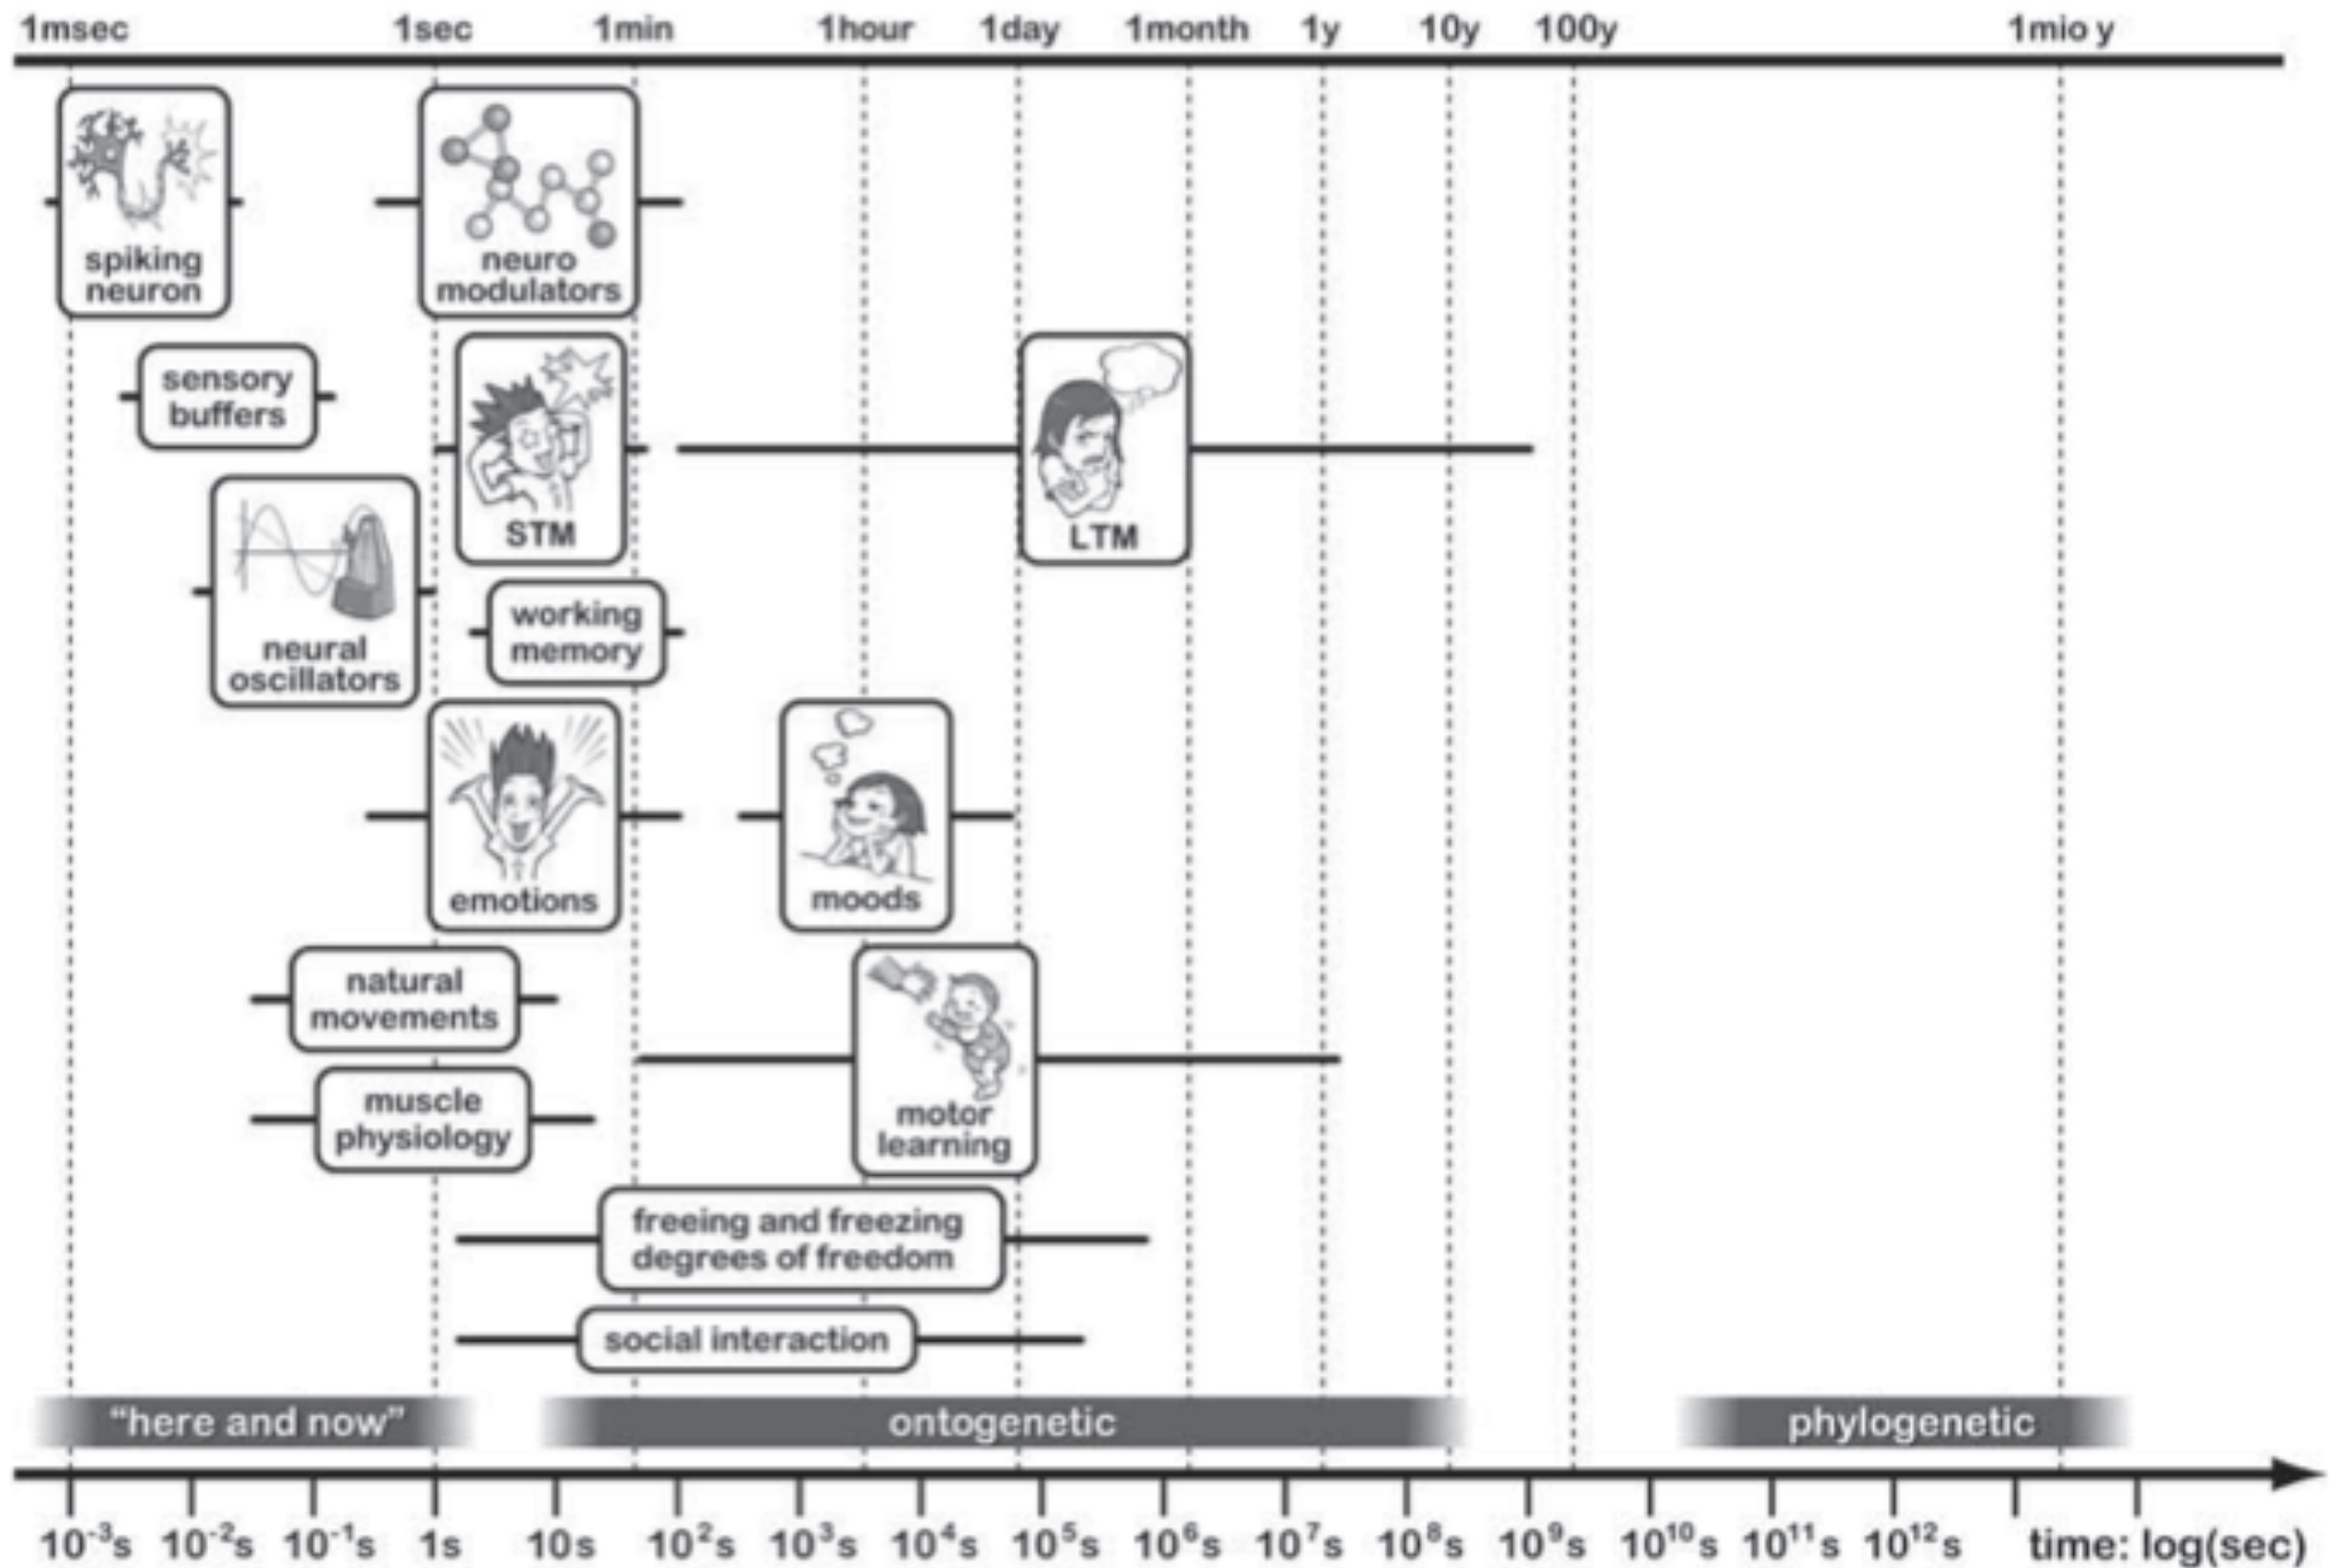 1msec 1sec 1min 1hour 1day 1month 1y 10y 100y 1mio y
spiking
neuron
neuro
modulators
sensory
buffers
STM
LTM
neural
oscillators
working
memory
emotions
moods
natural
movements
motor
learning
muscle
physiology
freeing and freezing
degrees of freedom
social interaction
“here and now” ontogenetic phylogenetic
10⁻³s 10⁻²s 10⁻¹s 1s 10s 10²s 10³s 10⁴s 10⁵s 10⁶s 10⁷s 10⁸s 10⁹s 10¹⁰s 10¹¹s 10¹²s time: log(sec)